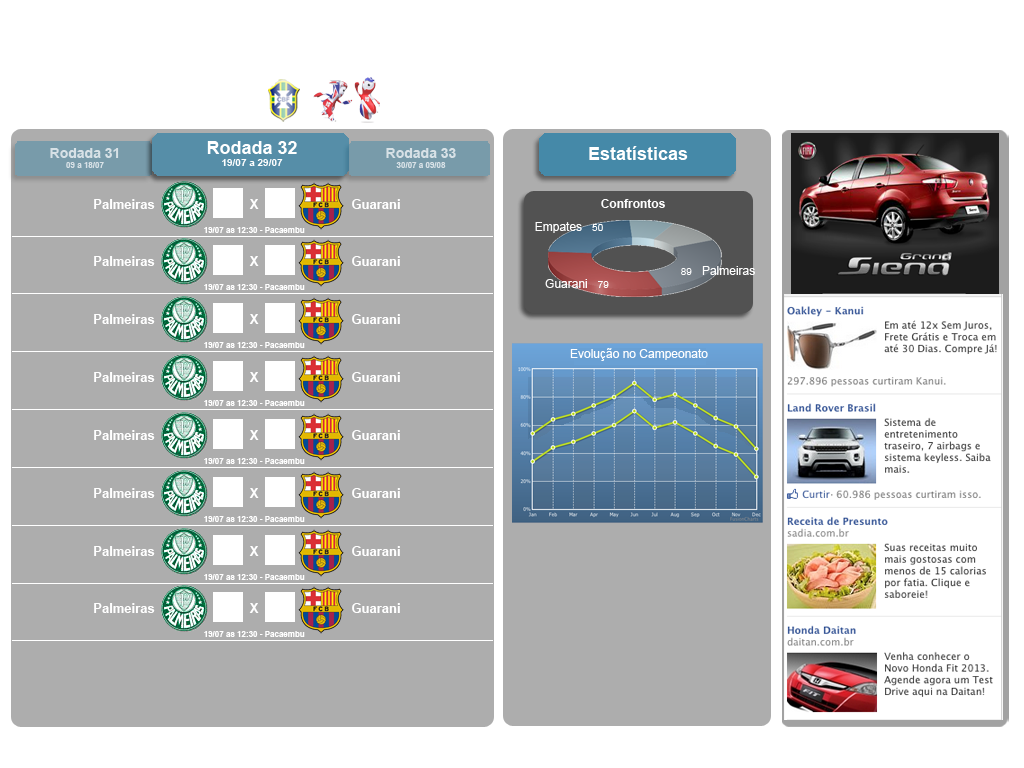 CBF
Rodada 31
09 a 18/07
Rodada 32
19/07 a 29/07
Rodada 33
30/07 a 09/08
Palmeiras X Guarani
PALMEIRAS
FCB
19/07 as 12:30 - Pacaembu
Palmeiras X Guarani
PALMEIRAS
FCB
19/07 as 12:30 - Pacaembu
Palmeiras X Guarani
PALMEIRAS
FCB
19/07 as 12:30 - Pacaembu
Palmeiras X Guarani
PALMEIRAS
FCB
19/07 as 12:30 - Pacaembu
Palmeiras X Guarani
PALMEIRAS
FCB
19/07 as 12:30 - Pacaembu
Palmeiras X Guarani
PALMEIRAS
FCB
19/07 as 12:30 - Pacaembu
Palmeiras X Guarani
PALMEIRAS
FCB
19/07 as 12:30 - Pacaembu
Palmeiras X Guarani
PALMEIRAS
FCB
19/07 as 12:30 - Pacaembu
Estatísticas
Confrontos
Empates 50
89 Palmeiras
Guarani 79
Evolução no Campeonato
100%
80%
60%
40%
20%
0%
Jan Feb Mar Apr May Jun Jul Aug Sep Oct Nov Dec
FIAT
Grand
Siena
Oakley - Kanui
Em até 12x Sem Juros,
Frete Grátis e Troca em
até 30 Dias. Compre Já!
297.896 pessoas curtiram Kanui.
Land Rover Brasil
Sistema de
entretenimento
traseiro, 7 airbags e
sistema keyless. Saiba
mais.
Curtir · 60.986 pessoas curtiram isso.
Receita de Presunto
sadia.com.br
Suas receitas muito
mais gostosas com
menos de 15 calorias
por fatia. Clique e
saboreie!
Honda Daitan
daitan.com.br
Venha conhecer o
Novo Honda Fit 2013.
Agende agora um Test
Drive aqui na Daitan!
FIT